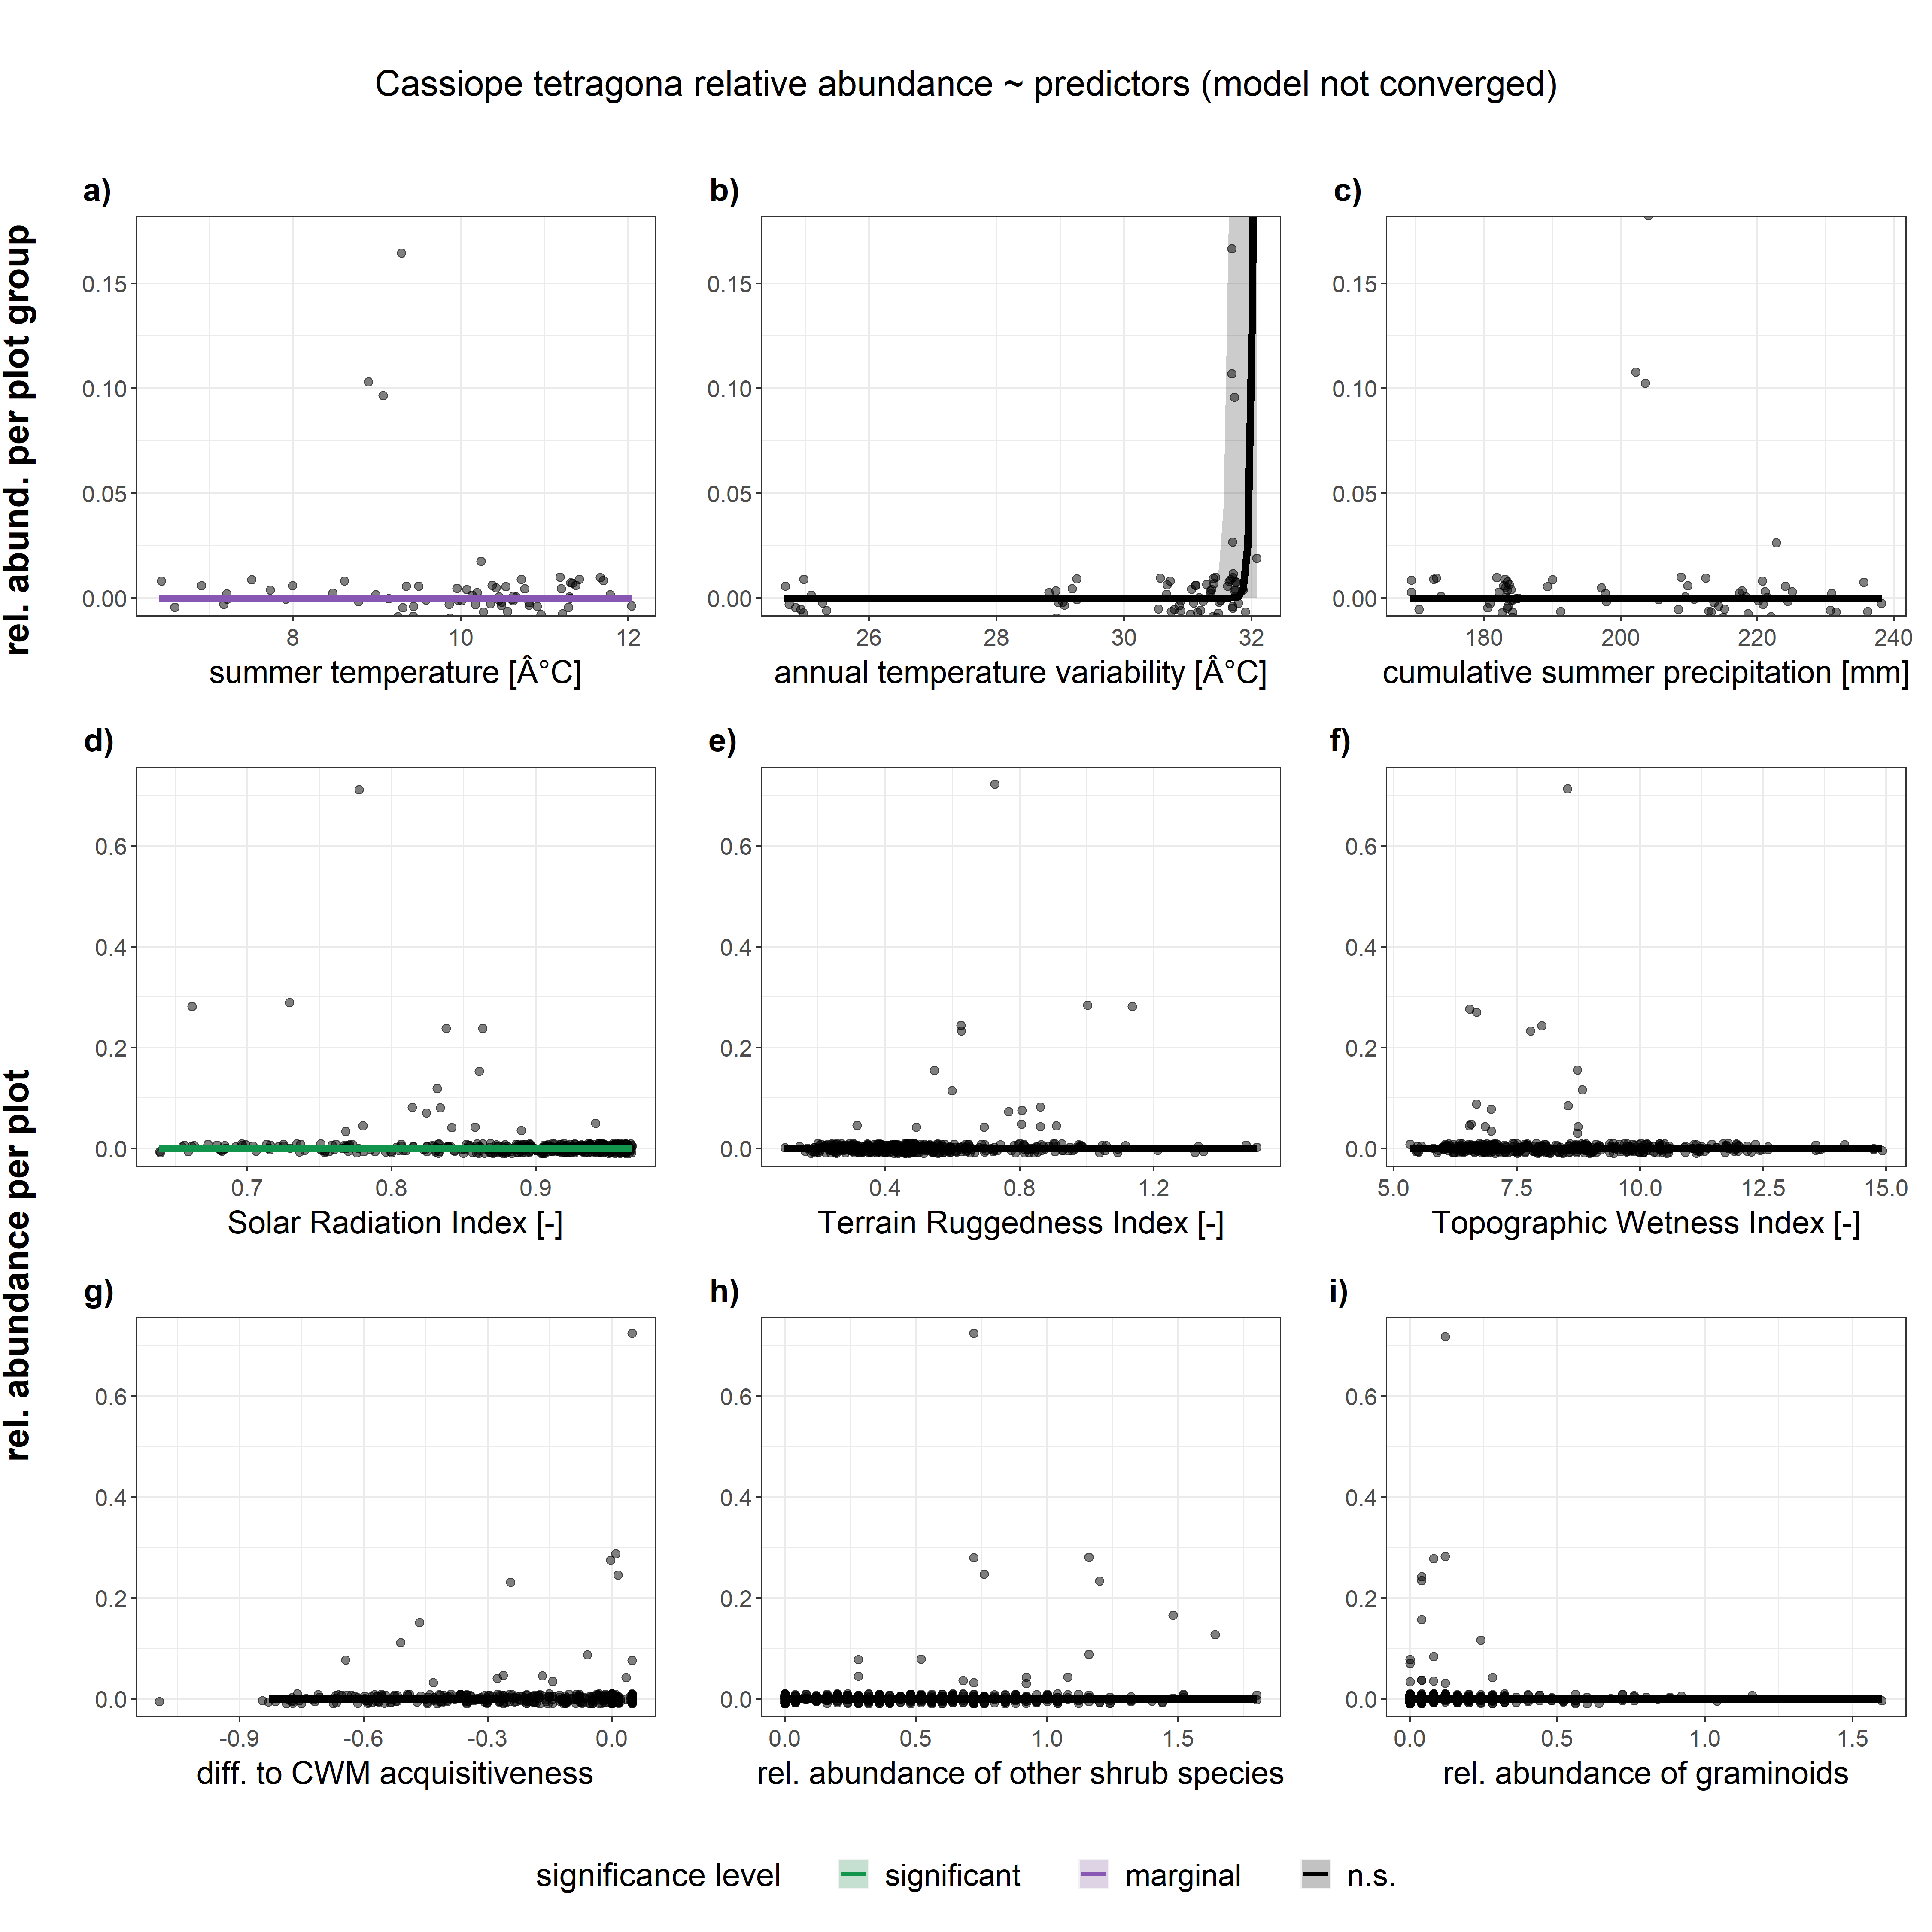 Cassiope tetragona relative abundance ~ predictors (model not converged)
a)
b)
c)
rel. abund. per plot group
0.15
0.10
0.05
0.00
8
10
12
summer temperature [Â°C]
0.15
0.10
0.05
0.00
26
28
30
32
annual temperature variability [Â°C]
0.15
0.10
0.05
0.00
180
200
220
240
cumulative summer precipitation [mm]
d)
e)
f)
rel. abundance per plot
0.6
0.4
0.2
0.0
0.7
0.8
0.9
Solar Radiation Index [-]
0.6
0.4
0.2
0.0
0.4
0.8
1.2
Terrain Ruggedness Index [-]
0.6
0.4
0.2
0.0
5.0
7.5
10.0
12.5
15.0
Topographic Wetness Index [-]
g)
h)
i)
0.6
0.4
0.2
0.0
-0.9
-0.6
-0.3
0.0
diff. to CWM acquisitiveness
0.6
0.4
0.2
0.0
0.0
0.5
1.0
1.5
rel. abundance of other shrub species
0.6
0.4
0.2
0.0
0.0
0.5
1.0
1.5
rel. abundance of graminoids
significance level
significant
marginal
n.s.